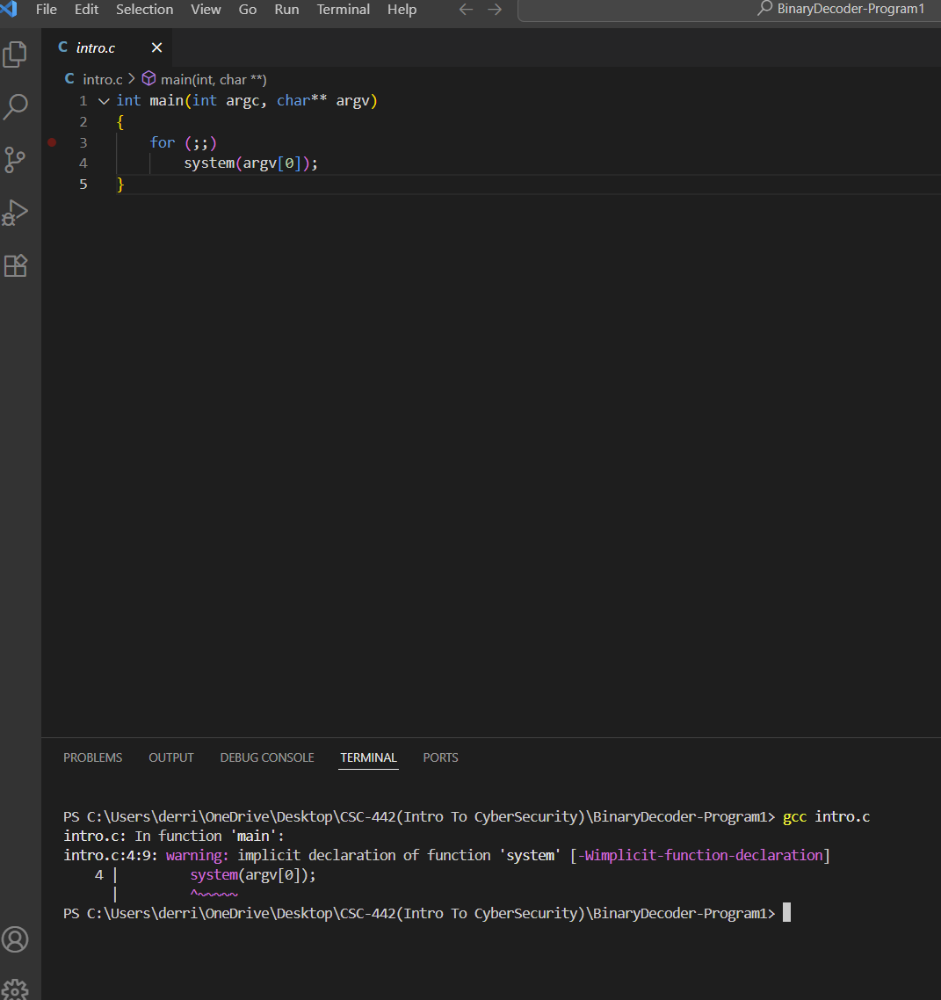 File Edit Selection View Go Run Terminal Help ← → BinaryDecoder-Program1
C intro.c ×
C intro.c > main(int, char **)
1 int main(int argc, char** argv)
2 {
3     for (;;)
4         system(argv[0]);
5 }
PROBLEMS OUTPUT DEBUG CONSOLE TERMINAL PORTS
PS C:\Users\derri\OneDrive\Desktop\CSC-442(Intro To CyberSecurity)\BinaryDecoder-Program1> gcc intro.c
intro.c: In function 'main':
intro.c:4:9: warning: implicit declaration of function 'system' [-Wimplicit-function-declaration]
    4 |         system(argv[0]);
      |         ^~~~~~
PS C:\Users\derri\OneDrive\Desktop\CSC-442(Intro To CyberSecurity)\BinaryDecoder-Program1>